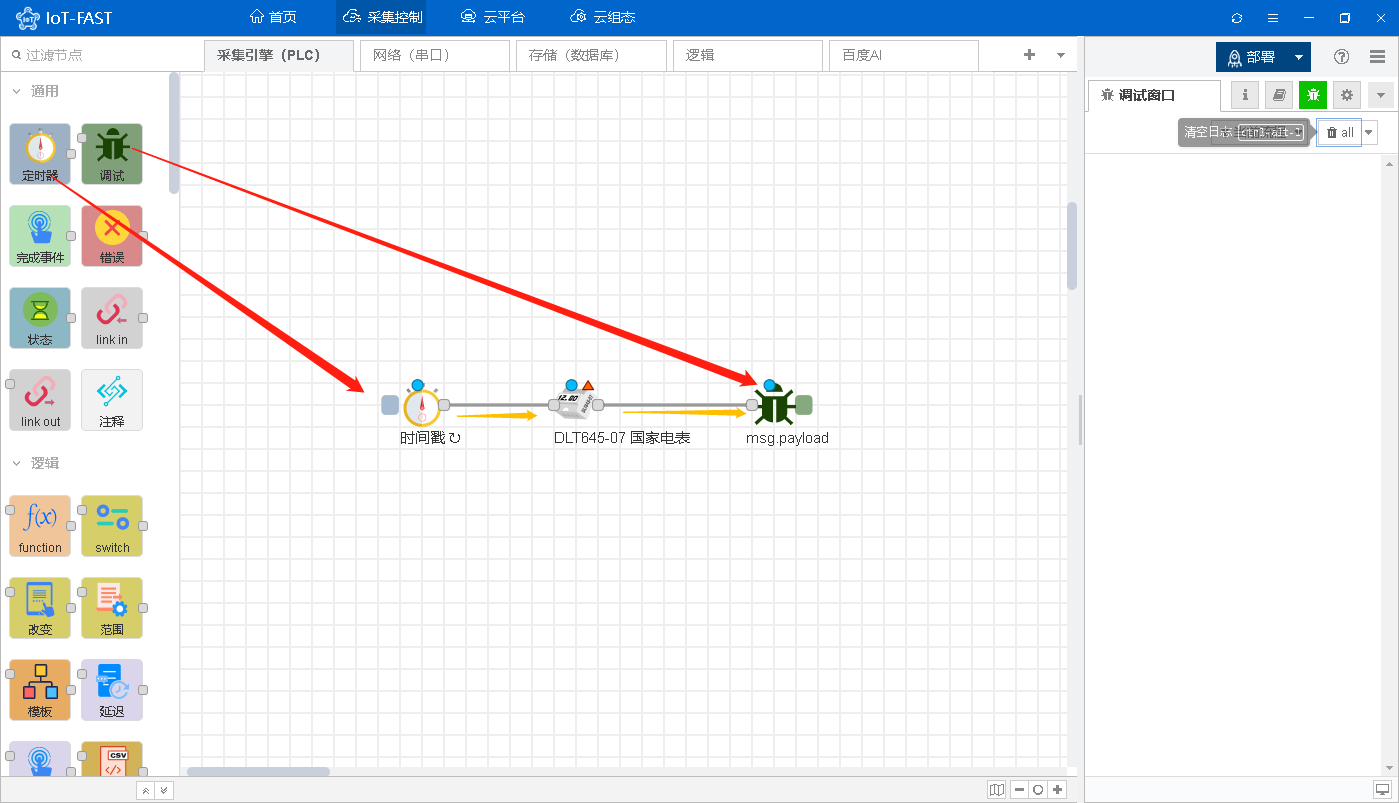 IoT-FAST
首页
采集控制
云平台
云组态
过滤节点
采集引擎（PLC）
网络（串口）
存储（数据库）
逻辑
百度AI
部署
调试窗口
清空日志
all
通用
定时器
调试
完成事件
错误
状态
link in
link out
注释
逻辑
f(x)
function
switch
改变
范围
模板
延迟
CSV
12.00
时间戳 ↻
DLT645-07 国家电表
msg.payload